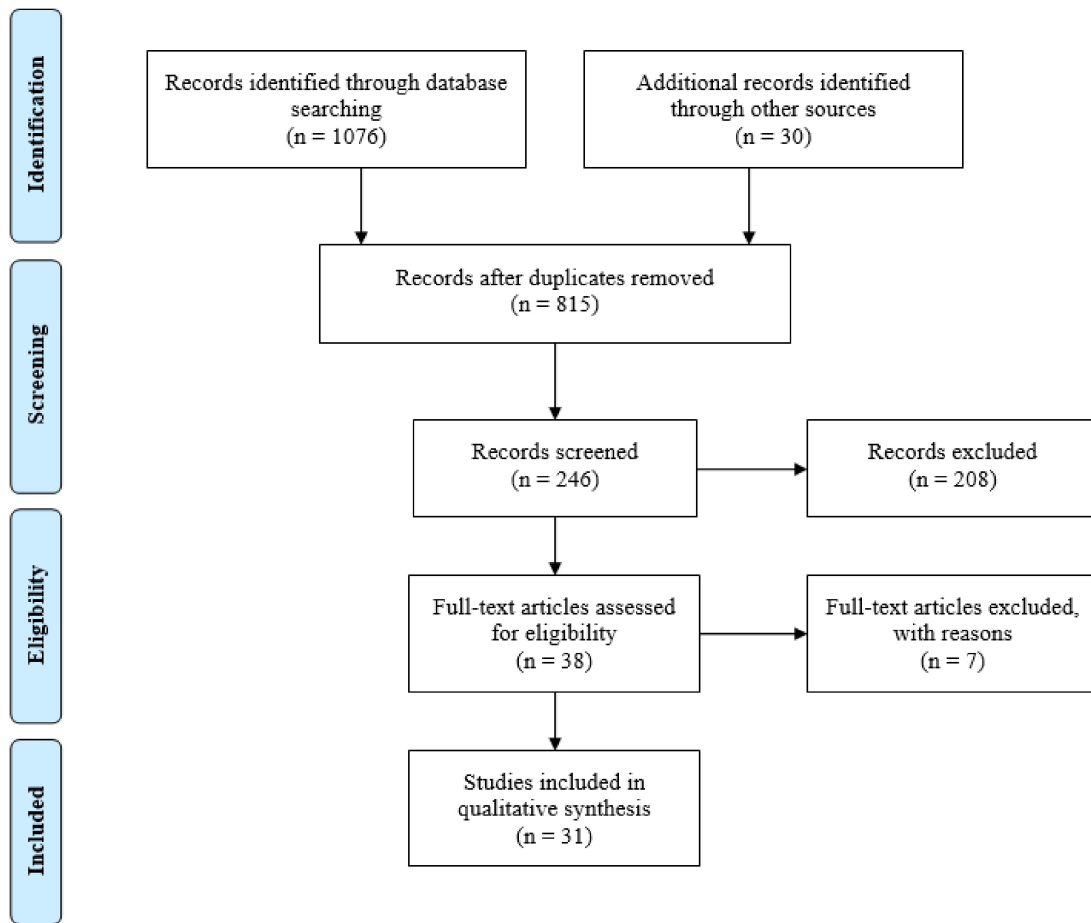 Identification
Records identified through database
searching
(n = 1076)
Additional records identified
through other sources
(n = 30)
Screening
Records after duplicates removed
(n = 815)
Records screened
(n = 246)
Records excluded
(n = 208)
Eligibility
Full-text articles assessed
for eligibility
(n = 38)
Full-text articles excluded,
with reasons
(n = 7)
Included
Studies included in
qualitative synthesis
(n = 31)